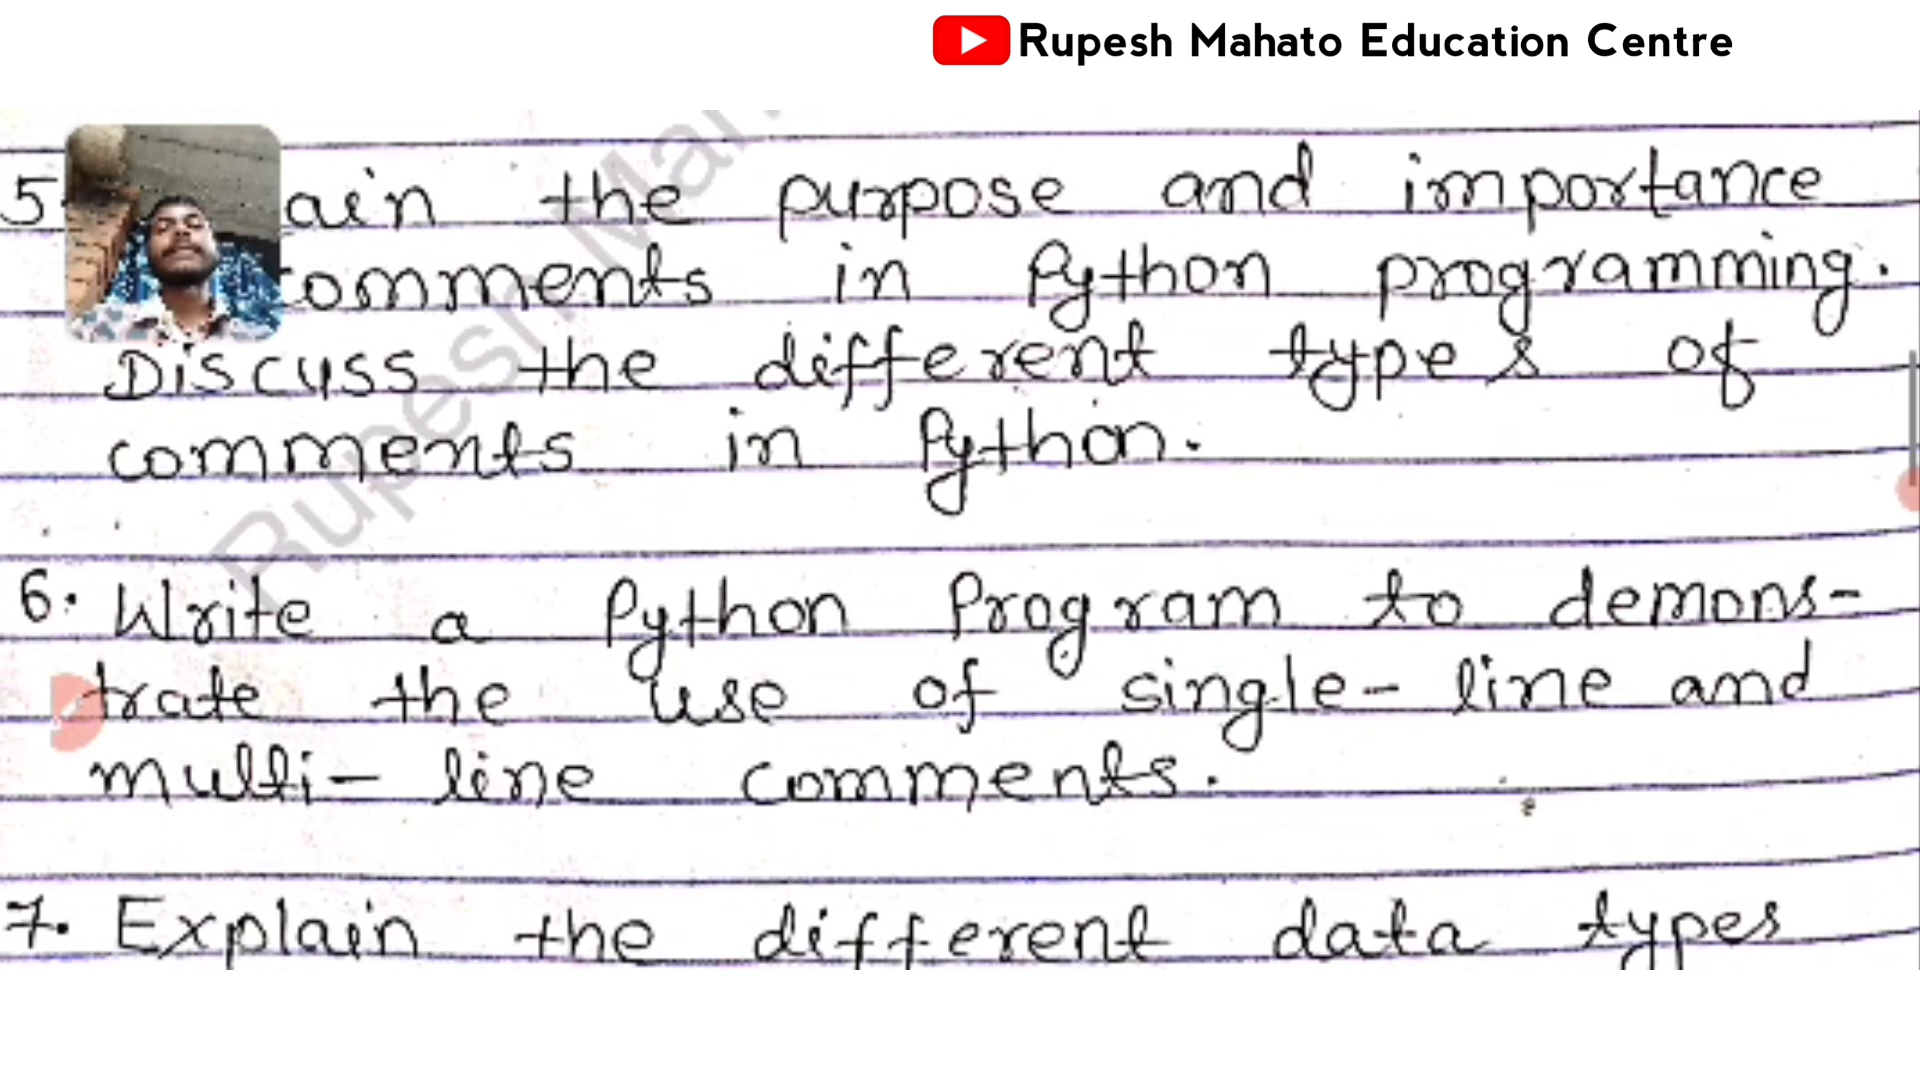 Rupesh Mahato Education Centre
5 ain the purpose and importance
omments in Python programming.
Discuss the different types of
comments in Python.
6. Write a Python Program to demons-
trate the use of single-line and
multi-line comments.
7. Explain the different data types
Rupesh Mah